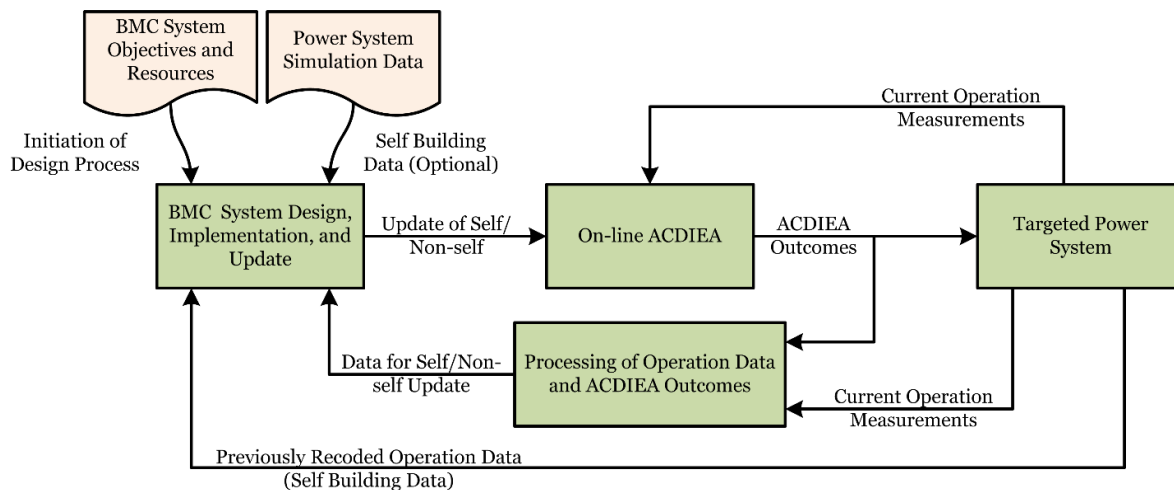 BMC System
Objectives and
Resources
Power System
Simulation Data
Current Operation
Measurements
Initiation of
Design Process
Self Building
Data (Optional)
BMC System Design,
Implementation, and
Update
Update of Self/
Non-self
On-line ACDIEA
ACDIEA
Outcomes
Targeted Power
System
Data for Self/Non-
self Update
Processing of Operation Data
and ACDIEA Outcomes
Current Operation
Measurements
Previously Recoded Operation Data
(Self Building Data)